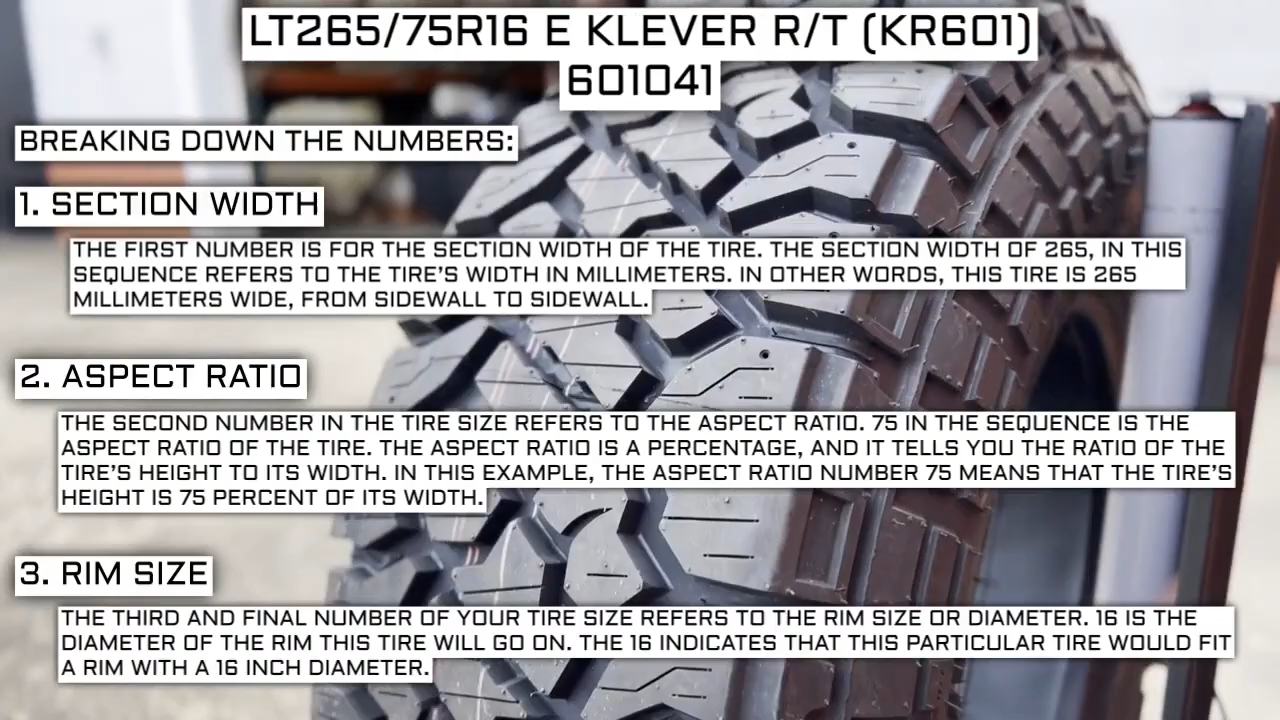 LT265/75R16 E KLEVER R/T (KR601)
601041
BREAKING DOWN THE NUMBERS:
1. SECTION WIDTH
THE FIRST NUMBER IS FOR THE SECTION WIDTH OF THE TIRE. THE SECTION WIDTH OF 265, IN THIS
SEQUENCE REFERS TO THE TIRE'S WIDTH IN MILLIMETERS. IN OTHER WORDS, THIS TIRE IS 265
MILLIMETERS WIDE, FROM SIDEWALL TO SIDEWALL.
2. ASPECT RATIO
THE SECOND NUMBER IN THE TIRE SIZE REFERS TO THE ASPECT RATIO. 75 IN THE SEQUENCE IS THE
ASPECT RATIO OF THE TIRE. THE ASPECT RATIO IS A PERCENTAGE, AND IT TELLS YOU THE RATIO OF THE
TIRE'S HEIGHT TO ITS WIDTH. IN THIS EXAMPLE, THE ASPECT RATIO NUMBER 75 MEANS THAT THE TIRE'S
HEIGHT IS 75 PERCENT OF ITS WIDTH.
3. RIM SIZE
THE THIRD AND FINAL NUMBER OF YOUR TIRE SIZE REFERS TO THE RIM SIZE OR DIAMETER. 16 IS THE
DIAMETER OF THE RIM THIS TIRE WILL GO ON. THE 16 INDICATES THAT THIS PARTICULAR TIRE WOULD FIT
A RIM WITH A 16 INCH DIAMETER.